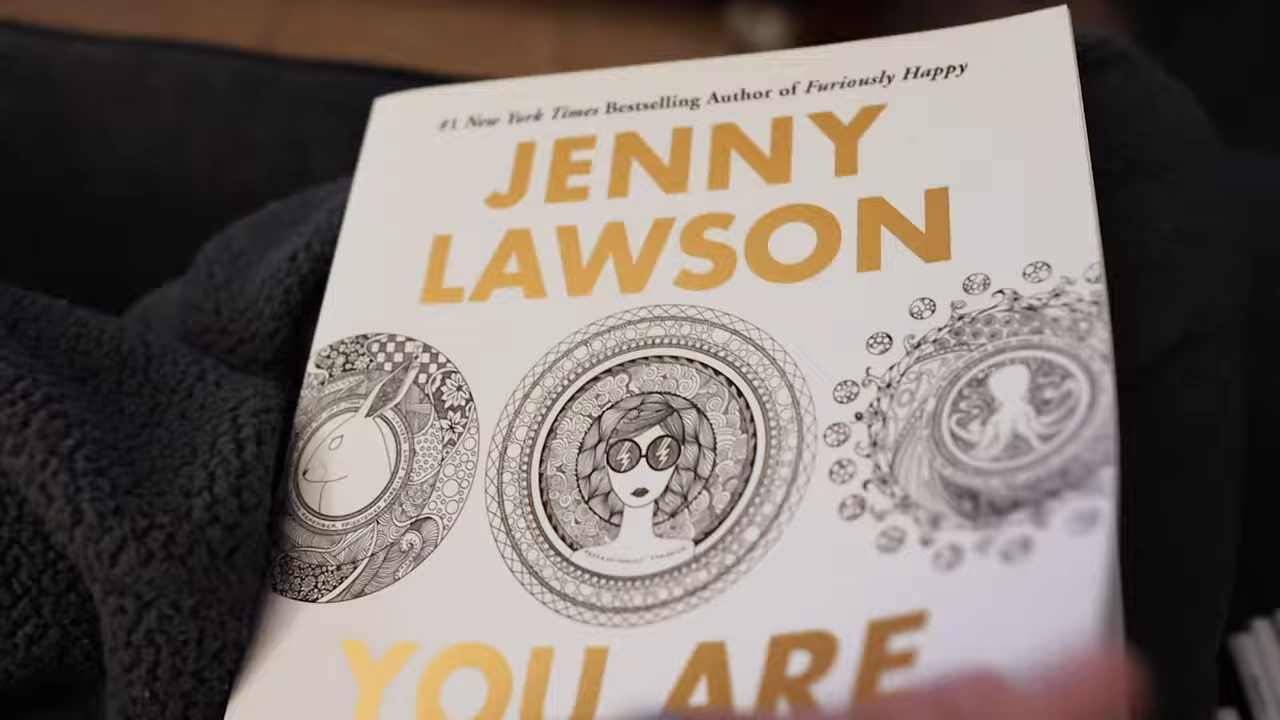 #1 New York Times Bestselling Author of Furiously Happy
JENNY
LAWSON
YOU ARE